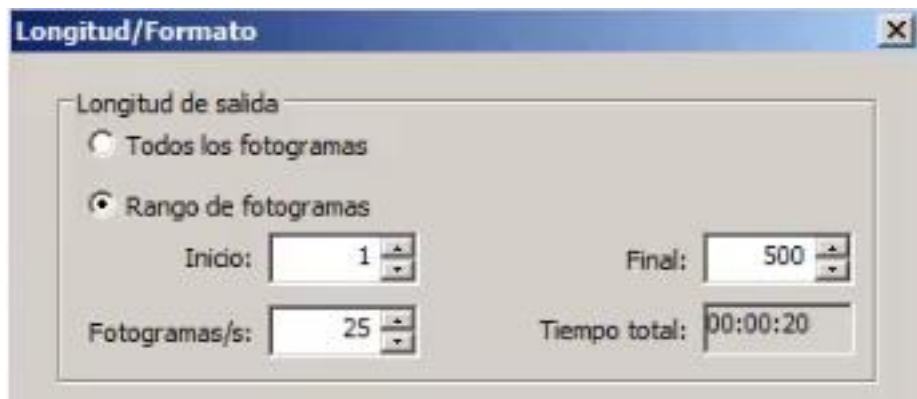 Longitud/Formato
Longitud de salida
Todos los fotogramas
Rango de fotogramas
Inicio: 1 Final: 500
Fotogramas/s: 25 Tiempo total: 00:00:20